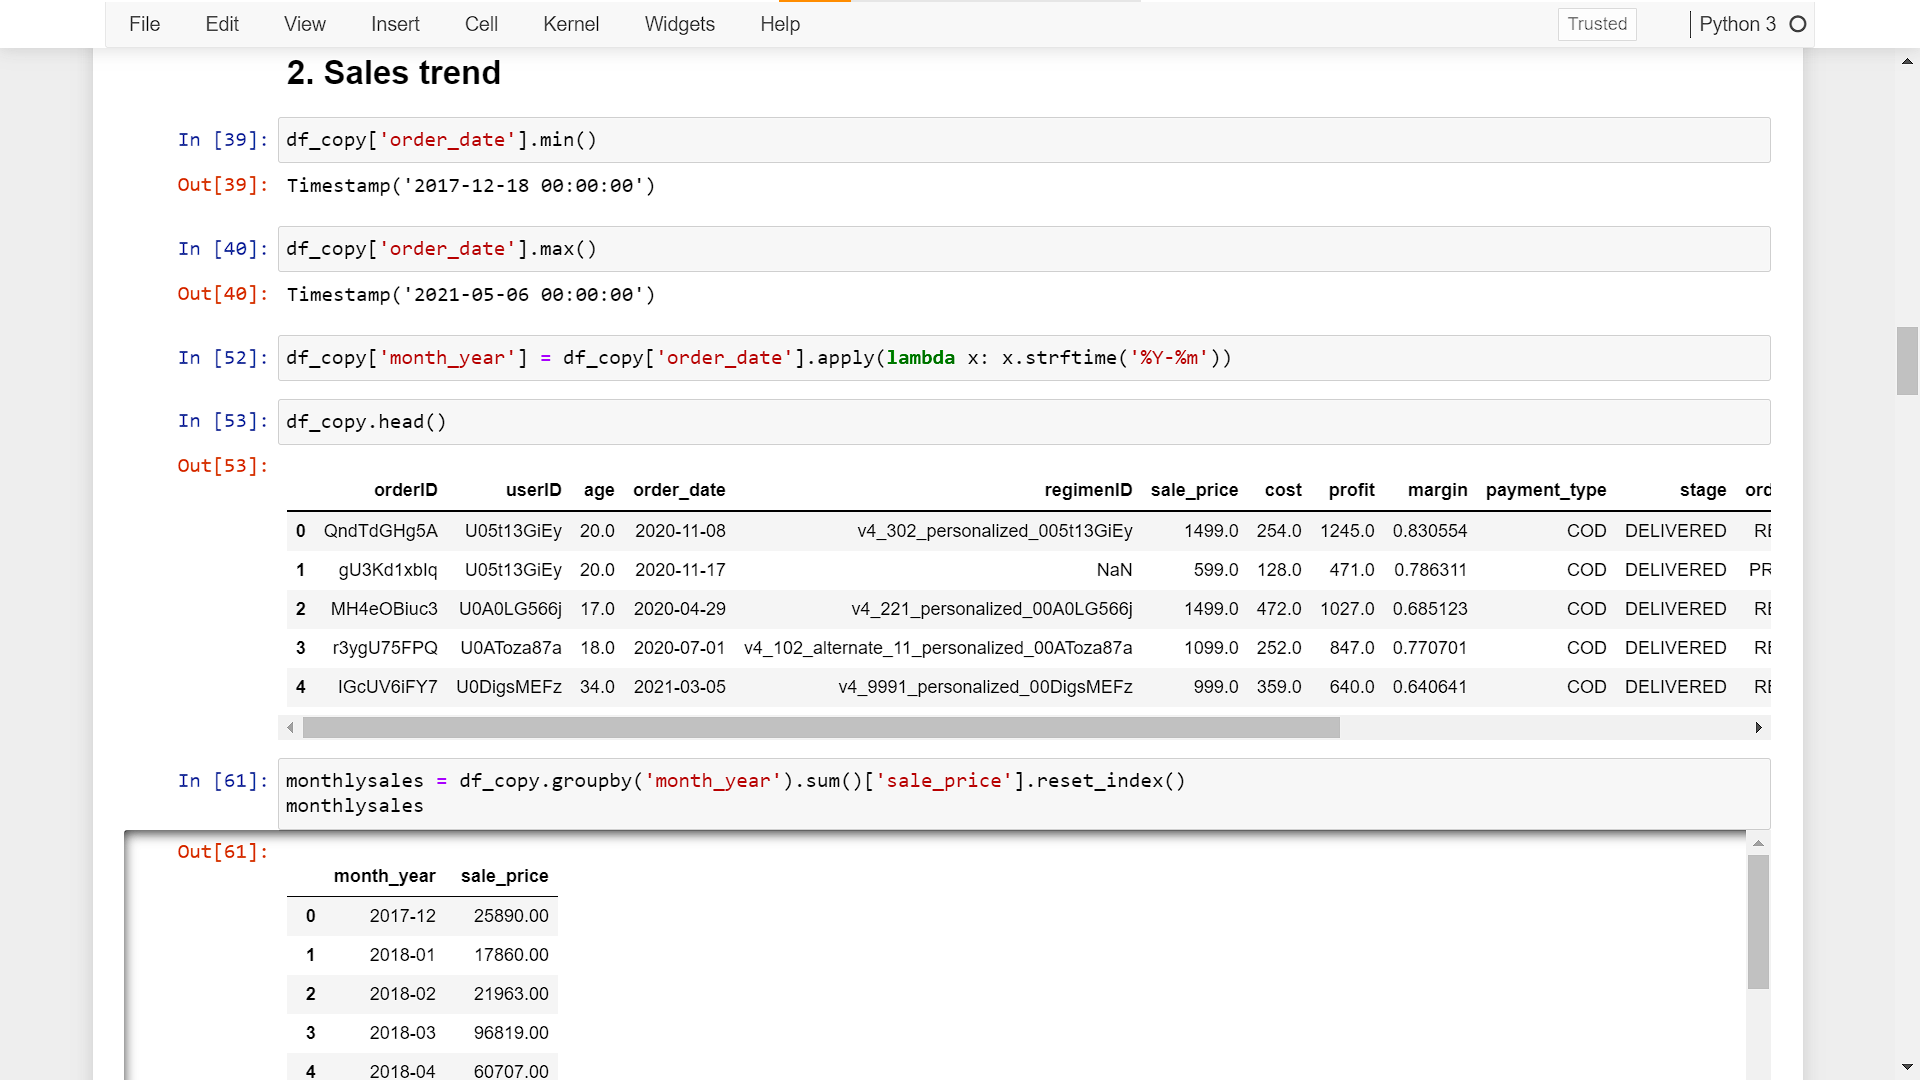 File Edit View Insert Cell Kernel Widgets Help Trusted Python 3
2. Sales trend
In [39]: df_copy['order_date'].min()
Out[39]: Timestamp('2017-12-18 00:00:00')
In [40]: df_copy['order_date'].max()
Out[40]: Timestamp('2021-05-06 00:00:00')
In [52]: df_copy['month_year'] = df_copy['order_date'].apply(lambda x: x.strftime('%Y-%m'))
In [53]: df_copy.head()
Out[53]:
orderID userID age order_date regimenID sale_price cost profit margin payment_type stage ord
0 QndTdGHg5A U05t13GiEy 20.0 2020-11-08 v4_302_personalized_005t13GiEy 1499.0 254.0 1245.0 0.830554 COD DELIVERED RE
1 gU3Kd1xbIq U05t13GiEy 20.0 2020-11-17 NaN 599.0 128.0 471.0 0.786311 COD DELIVERED PR
2 MH4eOBiuc3 U0A0LG566j 17.0 2020-04-29 v4_221_personalized_00A0LG566j 1499.0 472.0 1027.0 0.685123 COD DELIVERED RE
3 r3ygU75FPQ U0AToza87a 18.0 2020-07-01 v4_102_alternate_11_personalized_00AToza87a 1099.0 252.0 847.0 0.770701 COD DELIVERED RE
4 IGcUV6iFY7 U0DigsMEFz 34.0 2021-03-05 v4_9991_personalized_00DigsMEFz 999.0 359.0 640.0 0.640641 COD DELIVERED RE
In [61]: monthlysales = df_copy.groupby('month_year').sum()['sale_price'].reset_index()
monthlysales
Out[61]:
month_year sale_price
0 2017-12 25890.00
1 2018-01 17860.00
2 2018-02 21963.00
3 2018-03 96819.00
4 2018-04 60707.00